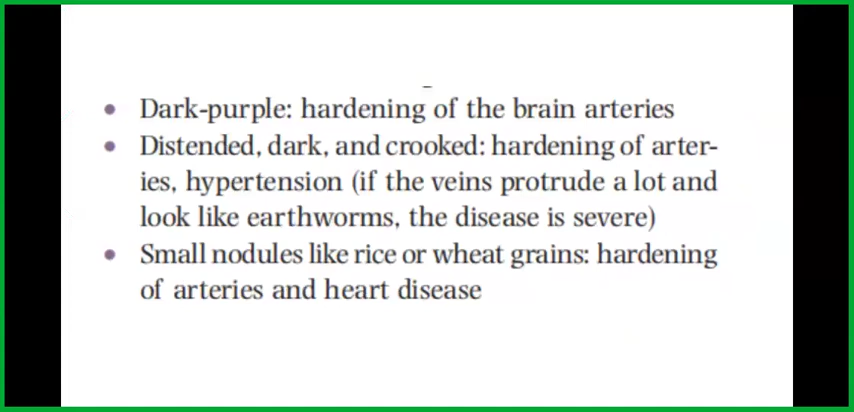 • Dark-purple: hardening of the brain arteries
• Distended, dark, and crooked: hardening of arter-
ies, hypertension (if the veins protrude a lot and
look like earthworms, the disease is severe)
• Small nodules like rice or wheat grains: hardening
of arteries and heart disease